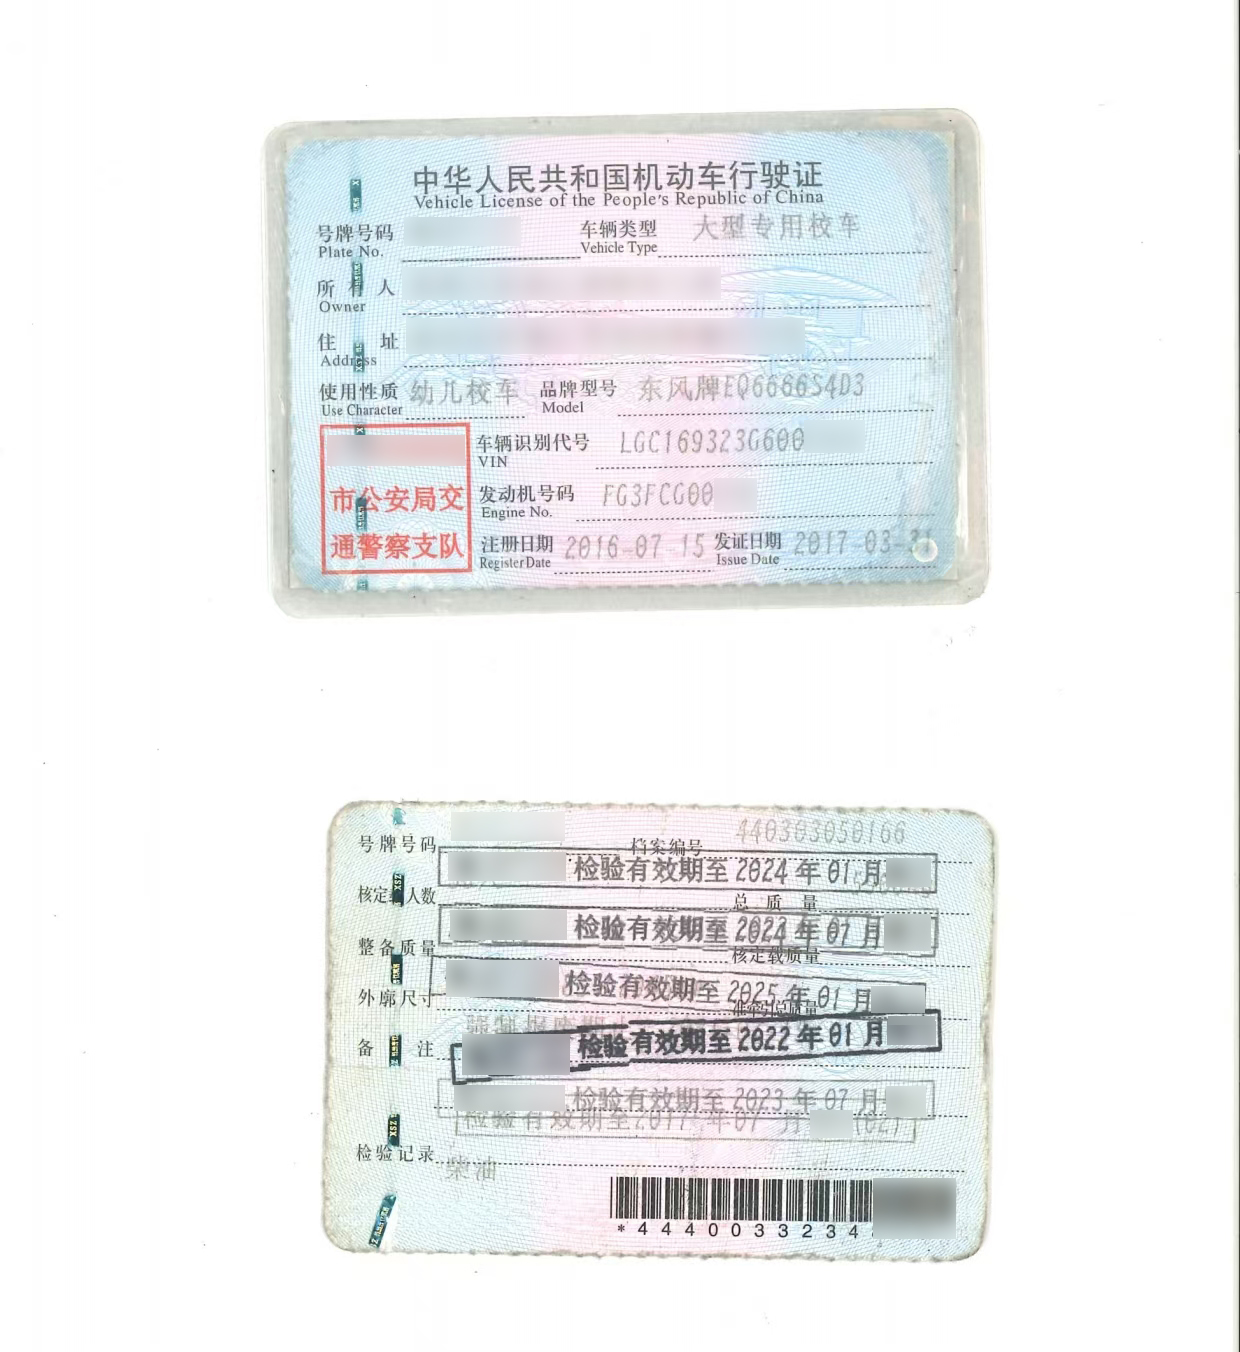 中华人民共和国机动车行驶证
Vehicle License of the People's Republic of China
号牌号码 车辆类型 大型专用校车
Plate No. Vehicle Type
所有人
Owner
住址
Address
使用性质 幼儿校车 品牌型号 东风牌EQ6666S4D3
Use Character Model
车辆识别代号 LGC169323G600
VIN
市公安局交
通警察支队
发动机号码 FG3FCG00
Engine No.
注册日期 2016-07-15 发证日期 2017-03-31
Register Date Issue Date
号牌号码 档案编号 440303050166
检验有效期至2024年01月
核定 人数 总质量
检验有效期至2024年07月
整备质量 核定载质量
检验有效期至2025年01月
外廓尺寸 准牵引总质量
检验有效期至2022年01月
备注
检验有效期至2023年07月
检验有效期至2017年07月
检验记录
柴油
*4440033234